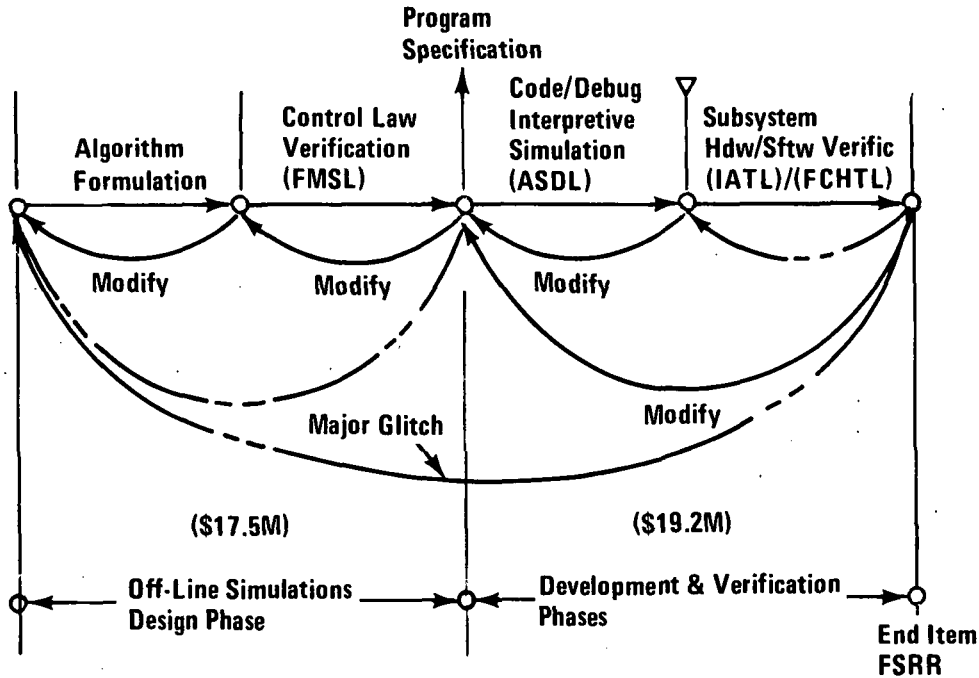 Program
Specification
Algorithm
Formulation
Control Law
Verification
(FMSL)
Code/Debug
Interpretive
Simulation
(ASDL)
Subsystem
Hdw/Sftw Verific
(IATL)/(FCHTL)
Modify
Modify
Modify
Modify
Major Glitch
($17.5M)
($19.2M)
Off-Line Simulations
Design Phase
Development & Verification
Phases
End Item
FSRR